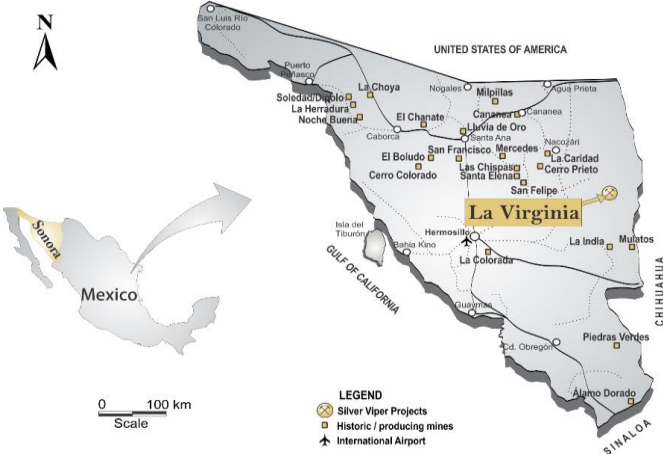 N
San Luis Río
Colorado
UNITED STATES OF AMERICA
Puerto
Peñasco
La Choya
Nogales
Agua Prieta
Milpillas
Soledad/Dipolo
La Herradura
Noche Buena
El Chanate
Cananea
Cananea
Lluvia de Oro
Caborca
Santa Ana
Nacozári
San Francisco
Mercedes
El Boludo
La Caridad
Las Chispas
Cerro Prieto
Cerro Colorado
Santa Elena
San Felipe
La Virginia
Sonora
Isla del
Tiburón
Hermosillo
Bahia Kino
La India
Mulatos
La Colorada
GULF OF CALIFORNIA
CHIHUAHUA
Mexico
Guaymas
Cd. Obregón
Piedras Verdes
Álamo Dorado
SINALOA
0 100 km
Scale
LEGEND
Silver Viper Projects
Historic / producing mines
International Airport